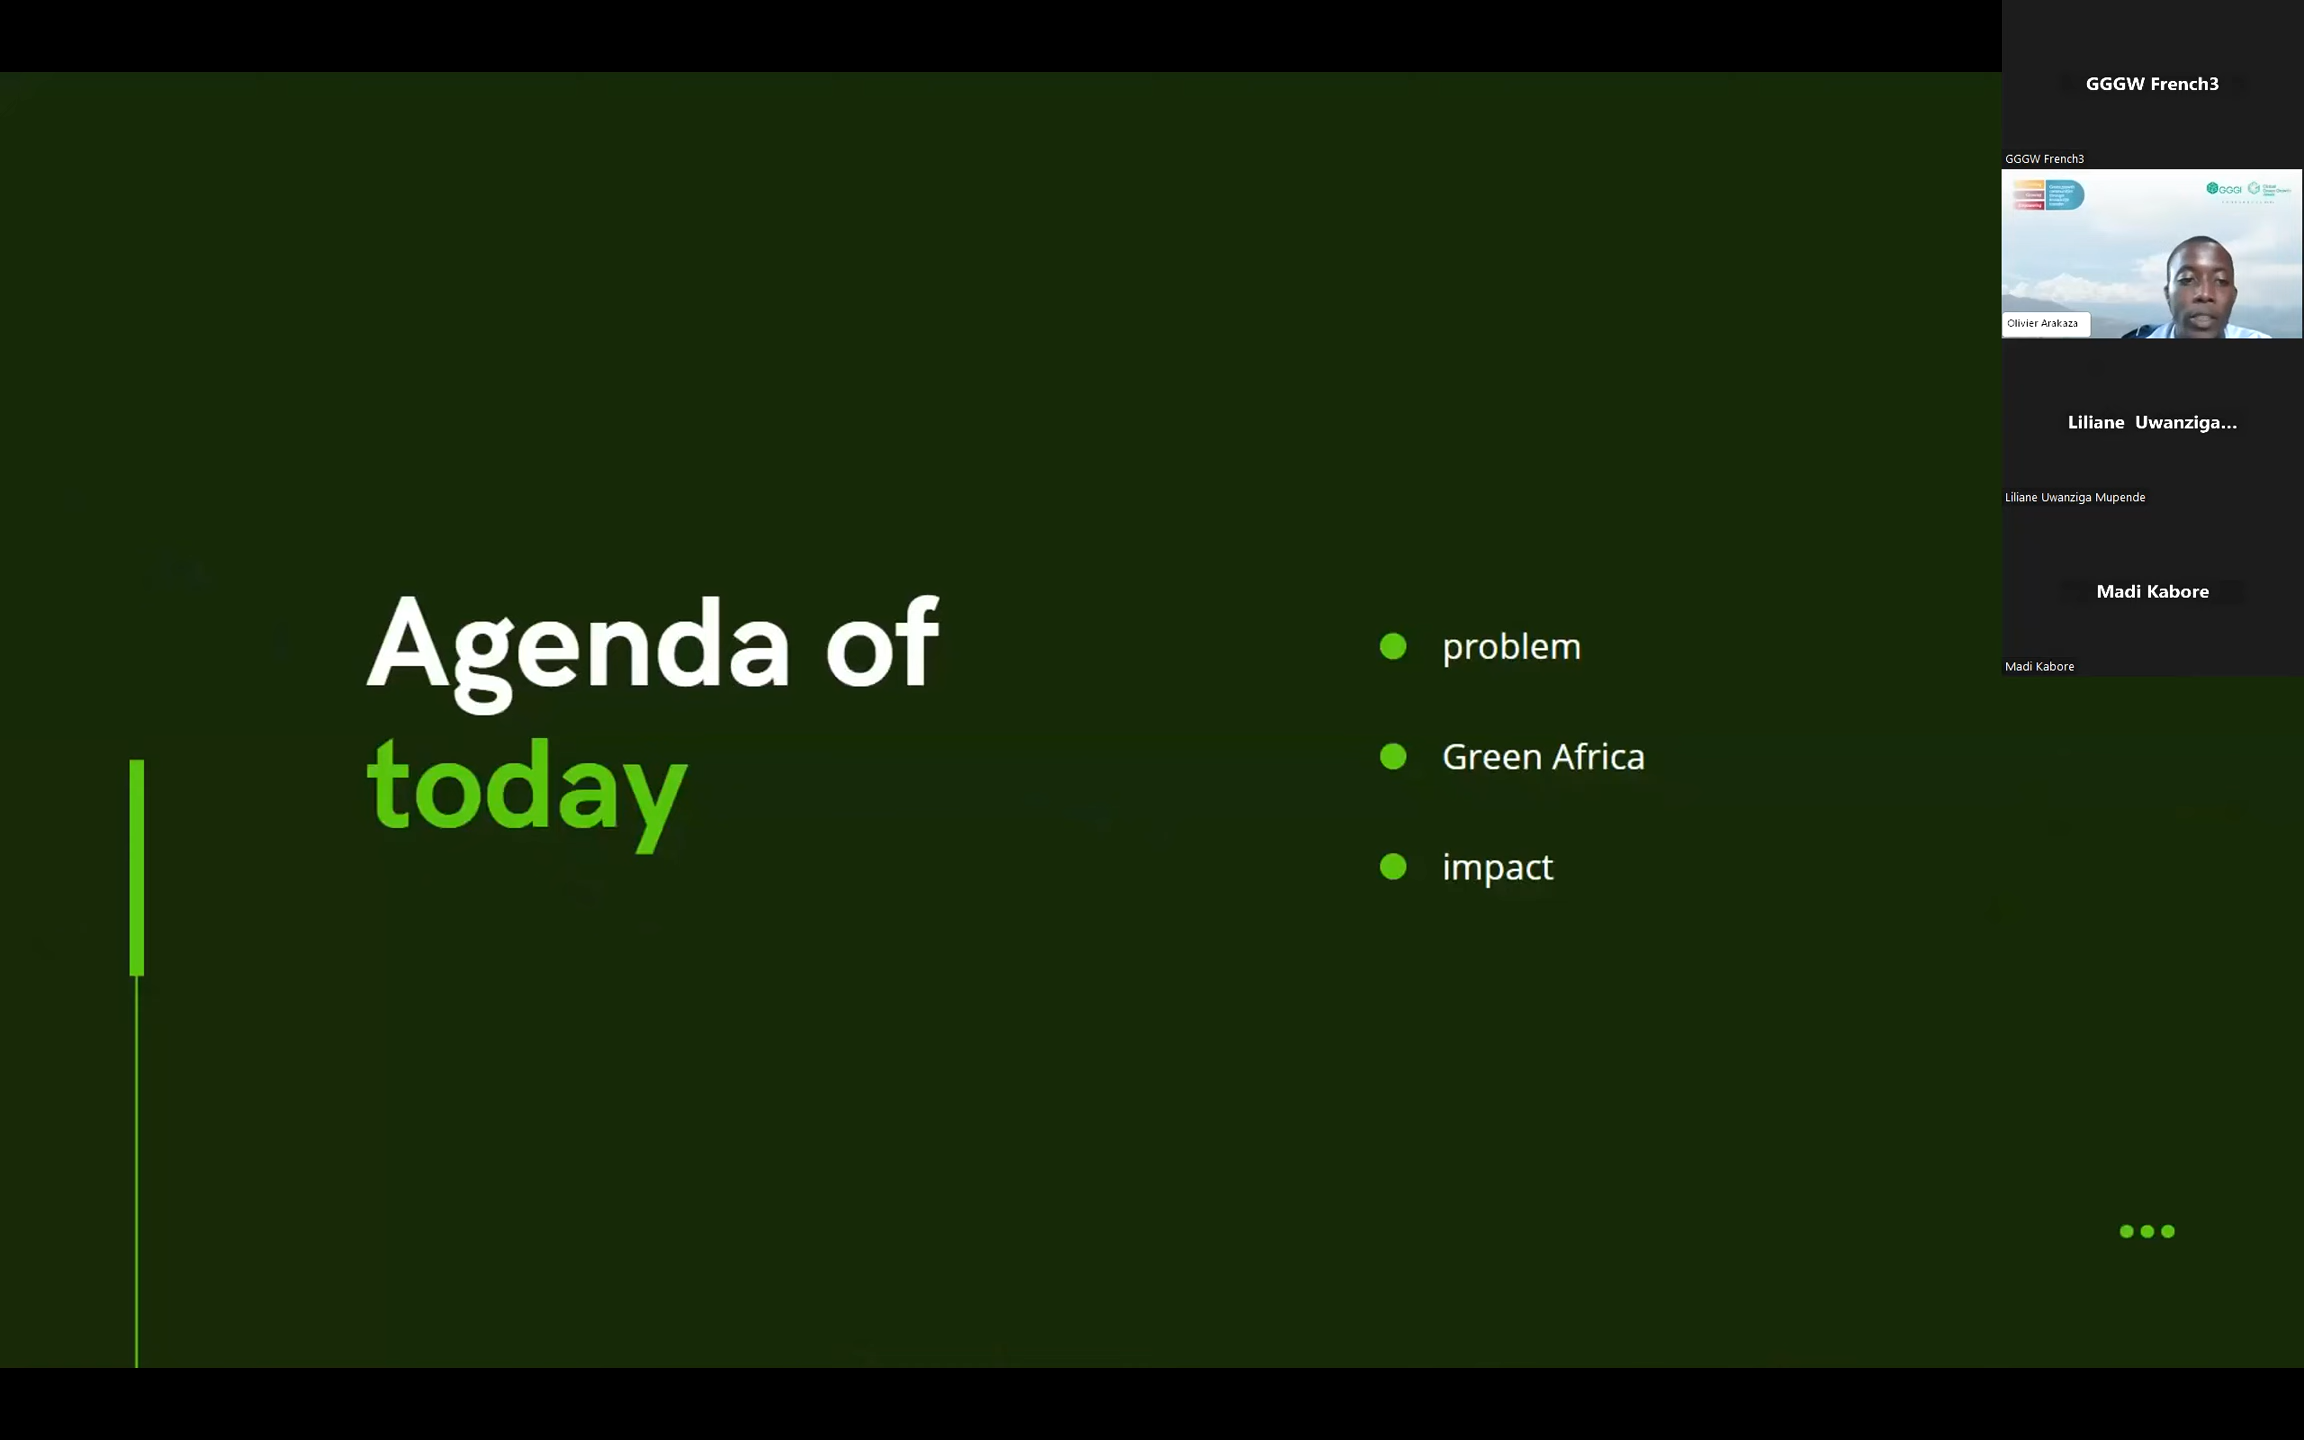 Agenda of
today
problem
Green Africa
impact
GGGW French3
GGGW French3
GGGI
Olivier Arakaza
Liliane Uwanziga...
Liliane Uwanziga Mupende
Madi Kabore
Madi Kabore